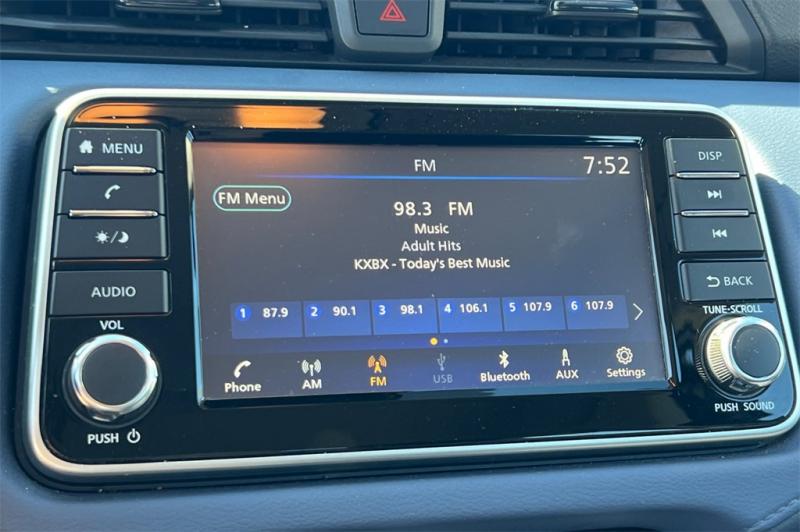 MENU
DISP
FM
7:52
FM Menu
98.3 FM
Music
Adult Hits
KXBX - Today's Best Music
AUDIO
BACK
1 87.9 2 90.1 3 98.1 4 106.1 5 107.9 6 107.9
VOL
TUNE-SCROLL
Phone AM FM USB Bluetooth AUX Settings
PUSH
PUSH SOUND